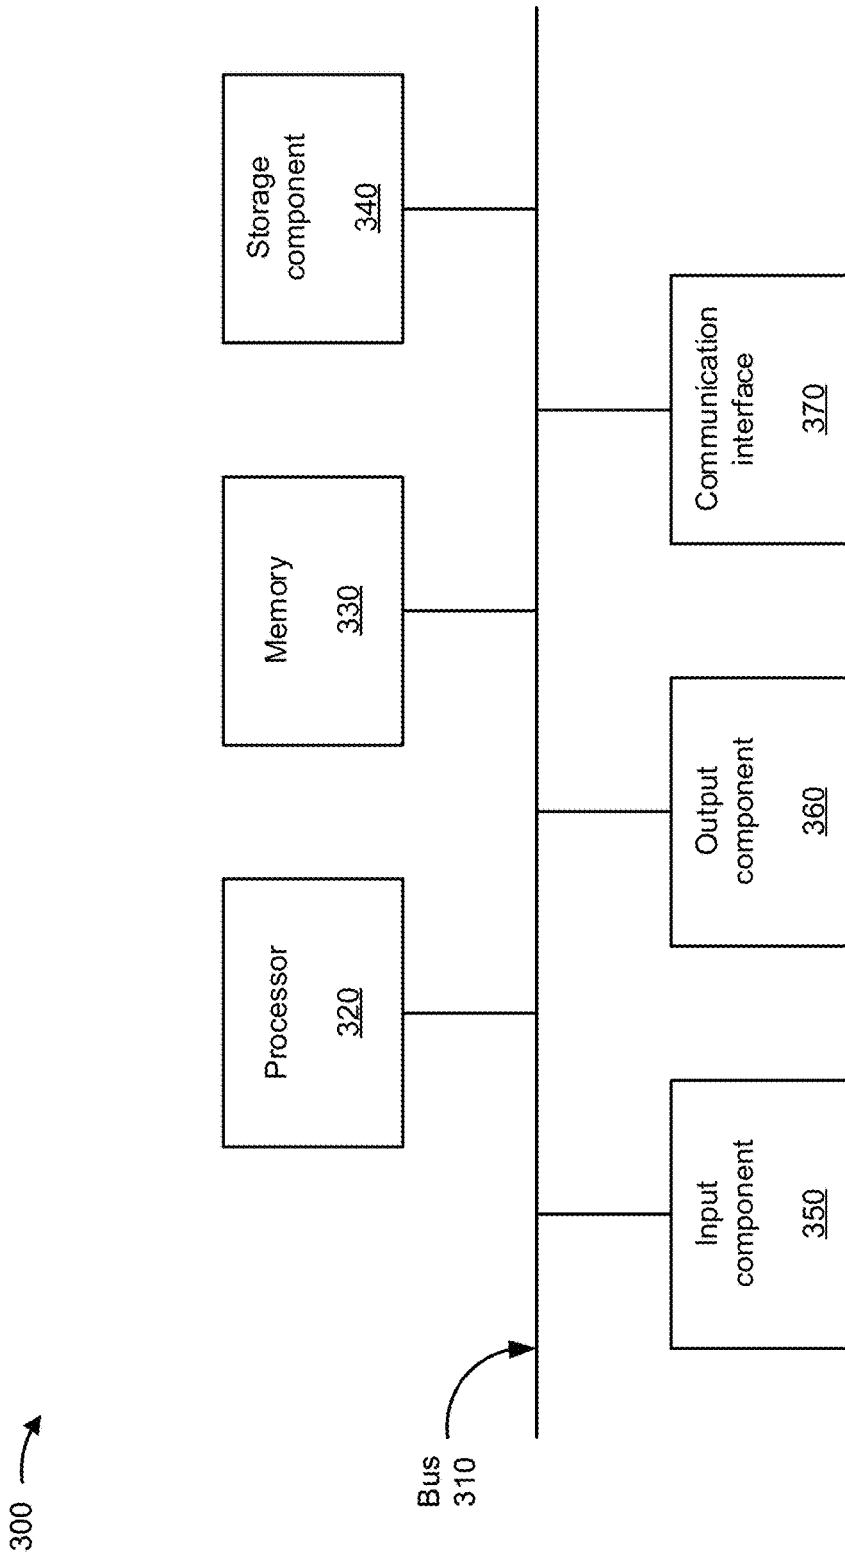 300
Bus
310
Processor
320
Memory
330
Storage
component
340
Input
component
350
Output
component
360
Communication
interface
370